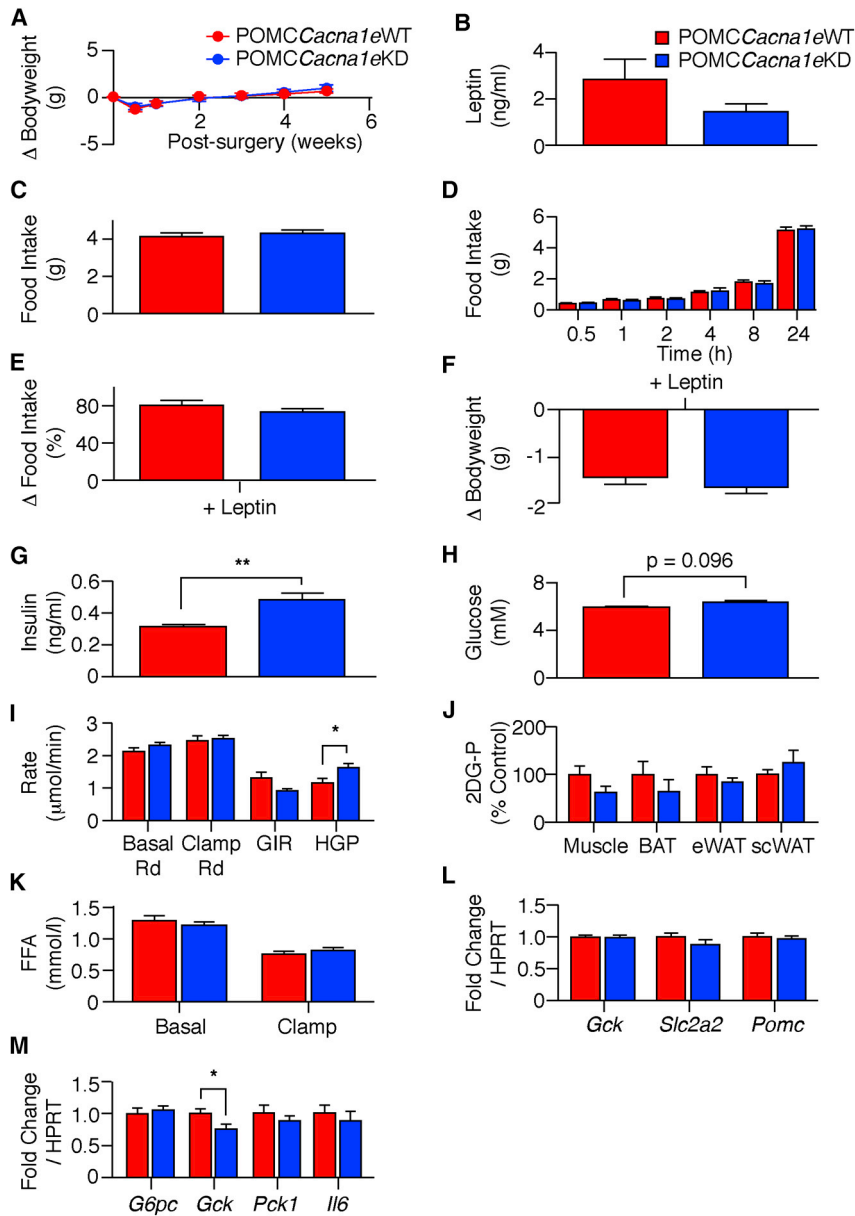 A
5
0
-5
Δ Bodyweight
(g)
POMCCacna1eWT
POMCCacna1eKD
2
4
6
Post-surgery (weeks)
B
4
2
0
Leptin
(ng/ml)
POMCCacna1eWT
POMCCacna1eKD
C
4
2
0
Food Intake
(g)
D
6
4
2
0
Food Intake
(g)
0.5 1 2 4 8 24
Time (h)
E
80
40
0
Δ Food Intake
(%)
+ Leptin
F
+ Leptin
0
-1
-2
Δ Bodyweight
(g)
G
**
0.6
0.4
0.2
0
Insulin
(ng/ml)
H
p = 0.096
8
6
4
0
Glucose
(mM)
I
3
2
1
0
Rate
(µmol/min)
*
Basal Clamp GIR HGP
Rd Rd
J
200
100
0
2DG-P
(% Control)
Muscle BAT eWAT scWAT
K
1.5
1.0
0.5
0
FFA
(mmol/l)
Basal Clamp
L
1.5
1.0
0.5
0
Fold Change
/ HPRT
Gck Slc2a2 Pomc
M
1.5
1.0
0.5
0
Fold Change
/ HPRT
*
G6pc Gck Pck1 Il6